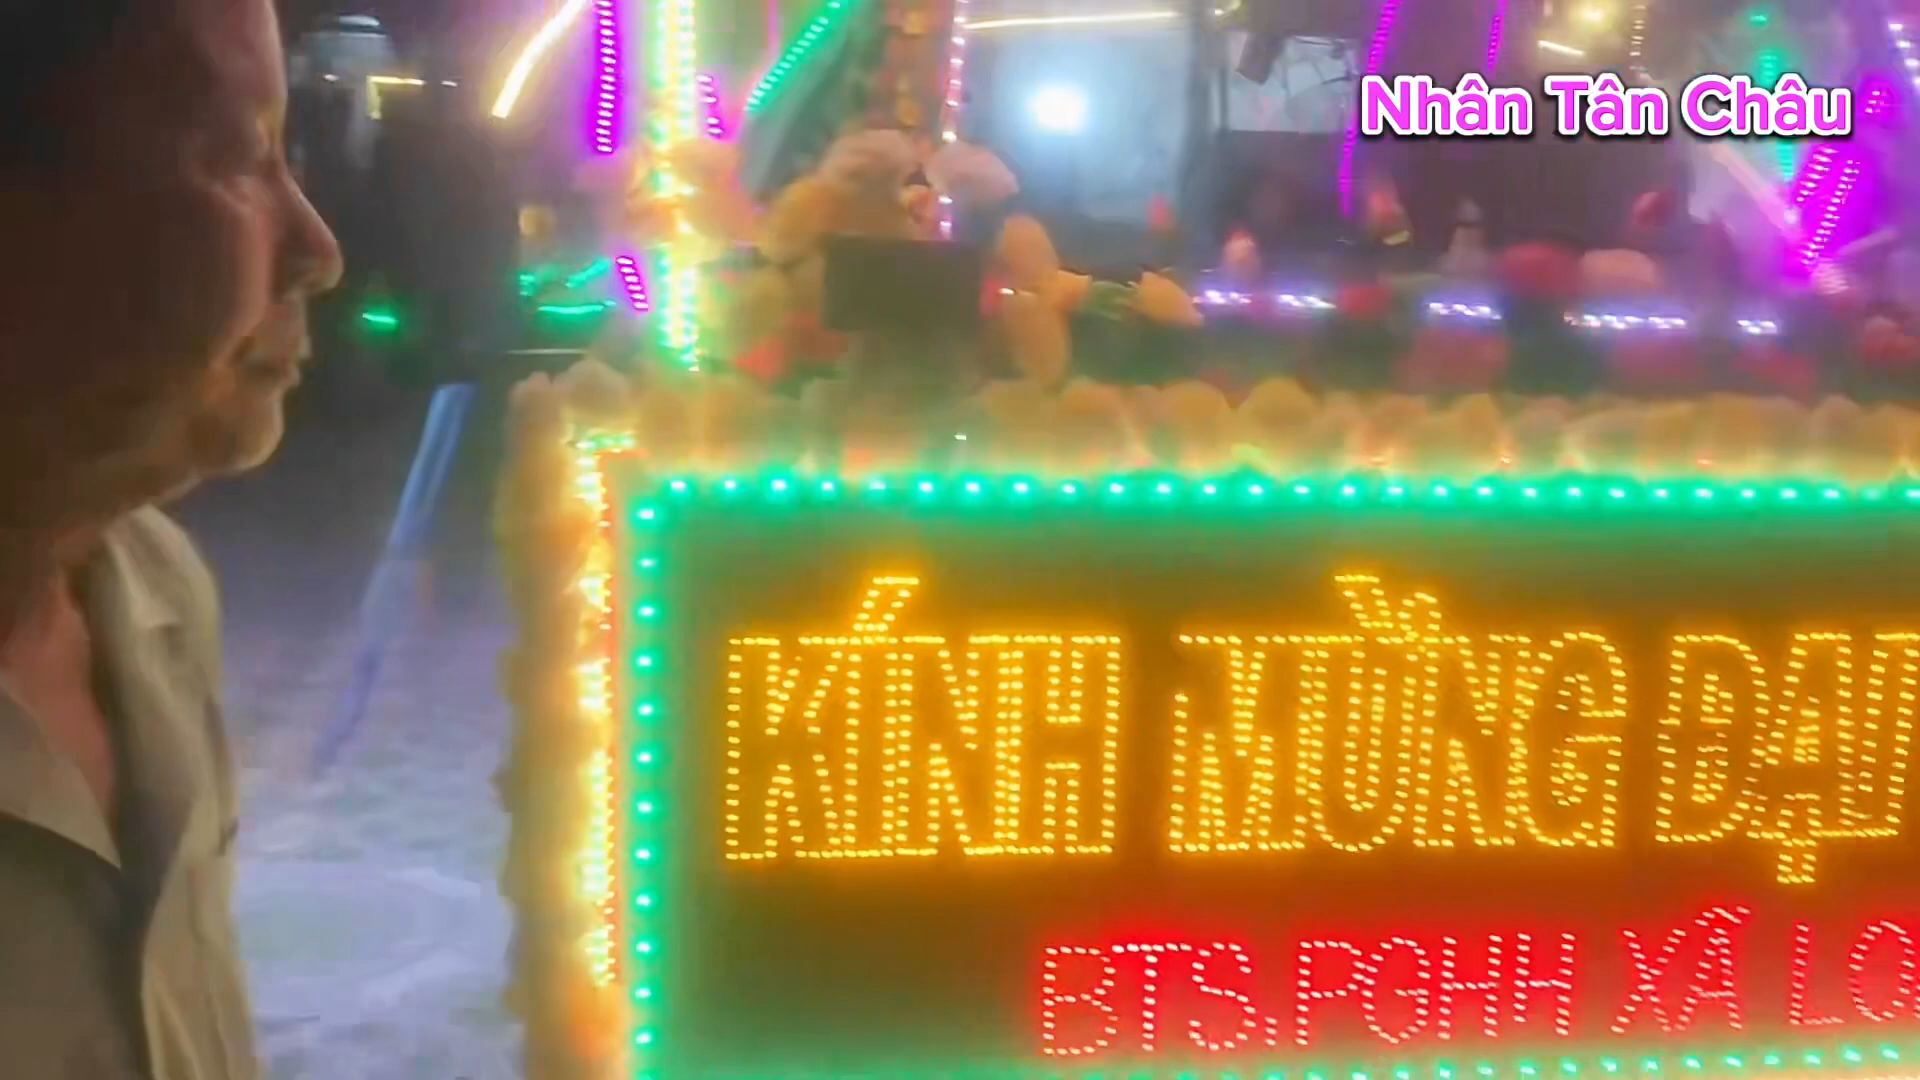 Nhân Tân Châu
KÍNH MỪNG ĐẠI
BTS.PGHH XÃ LO